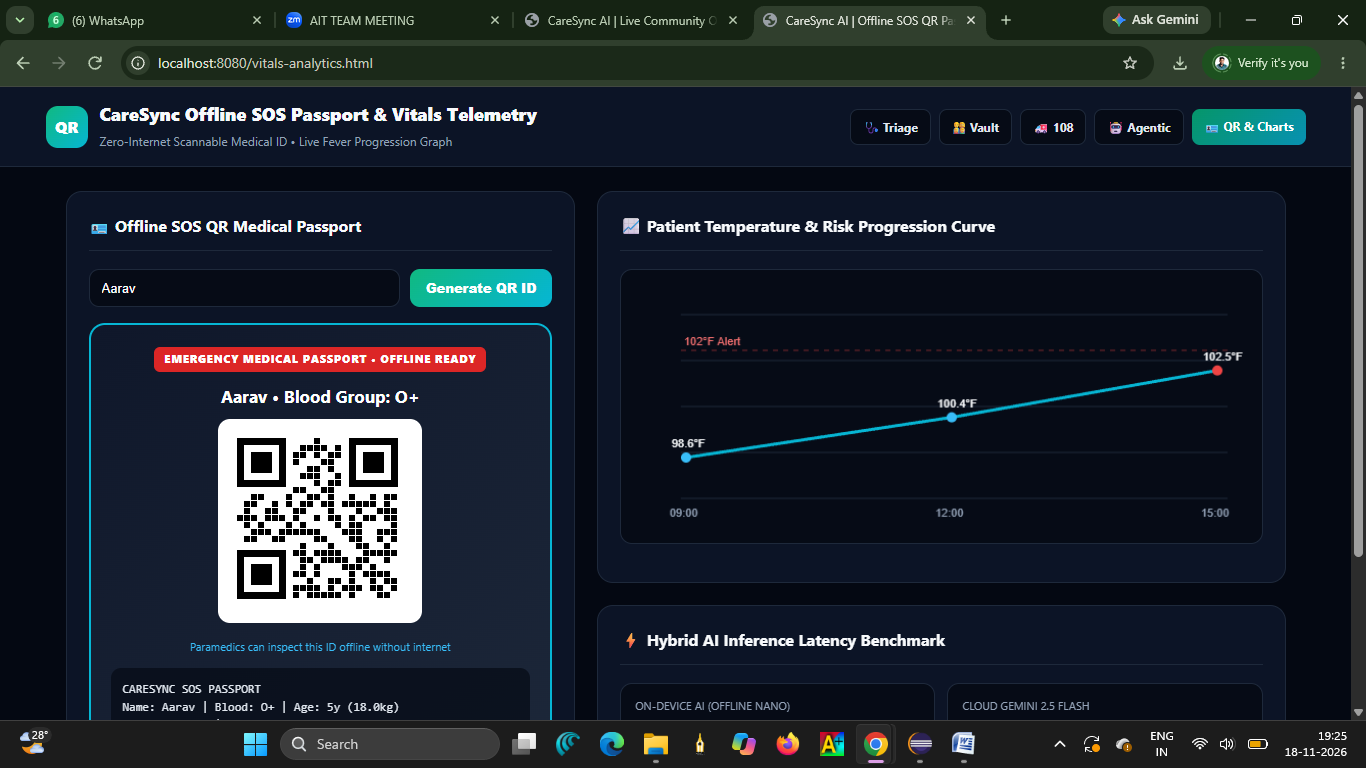 (6) WhatsApp
AIT TEAM MEETING
CareSync AI | Live Community
CareSync AI | Offline SOS QR Pa
Ask Gemini
localhost:8080/vitals-analytics.html
Verify it's you
QR
CareSync Offline SOS Passport & Vitals Telemetry
Zero-Internet Scannable Medical ID • Live Fever Progression Graph
Triage
Vault
108
Agentic
QR & Charts
Offline SOS QR Medical Passport
Aarav
Generate QR ID
EMERGENCY MEDICAL PASSPORT • OFFLINE READY
Aarav • Blood Group: O+
Paramedics can inspect this ID offline without internet
CARESYNC SOS PASSPORT
Name: Aarav | Blood: O+ | Age: 5y (18.0kg)
Patient Temperature & Risk Progression Curve
102°F Alert
102.5°F
100.4°F
98.6°F
09:00
12:00
15:00
Hybrid AI Inference Latency Benchmark
ON-DEVICE AI (OFFLINE NANO)
CLOUD GEMINI 2.5 FLASH
28°
Search
ENG
IN
19:25
18-11-2026